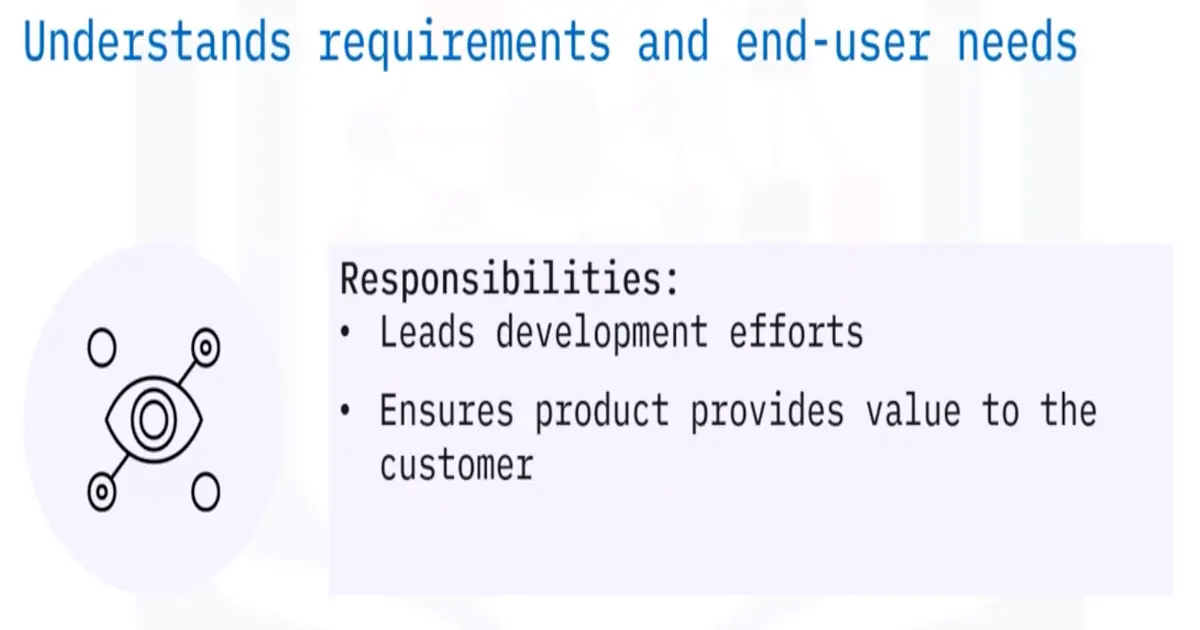 Understands requirements and end-user needs
Responsibilities:
• Leads development efforts
• Ensures product provides value to the
customer